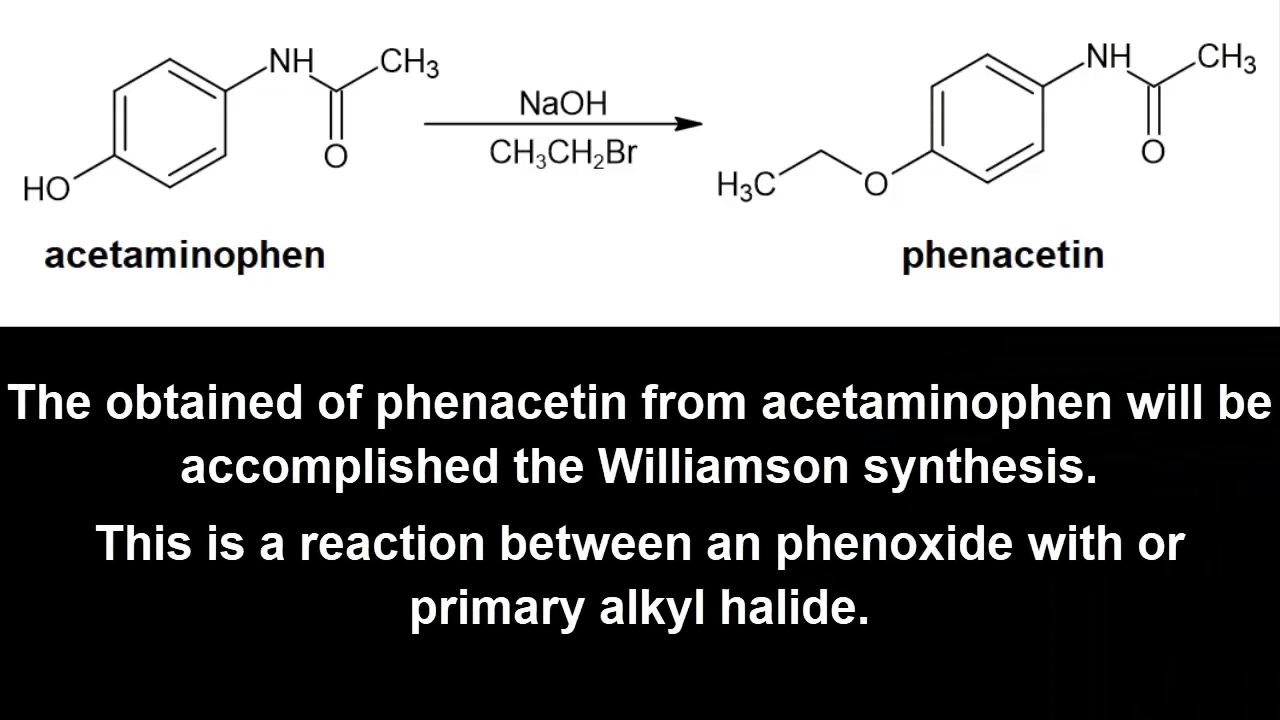 NH CH₃ NH CH₃
NaOH
O CH₃CH₂Br O
HO H₃C O
acetaminophen phenacetin
The obtained of phenacetin from acetaminophen will be
accomplished the Williamson synthesis.
This is a reaction between an phenoxide with or
primary alkyl halide.